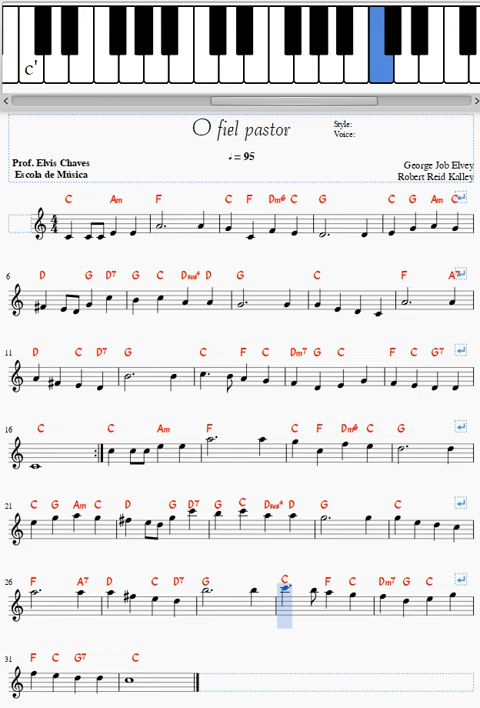 c'
O fiel pastor
Style:
Voice:
♩ = 95
Prof. Elvis Chaves
Escola de Música
George Job Elvey
Robert Reid Kalley
C Am F C F Dm6 C G C G Am C
6
D G D7 G C Dsus4 D G C F A7
11
D C D7 G C F C Dm7 G C F C G7
16
C C Am F C F Dm6 C G
21
C G Am C D G D7 G C Dsus4 D G C
26
F A7 D C D7 G C F C Dm7 G C
31
F C G7 C